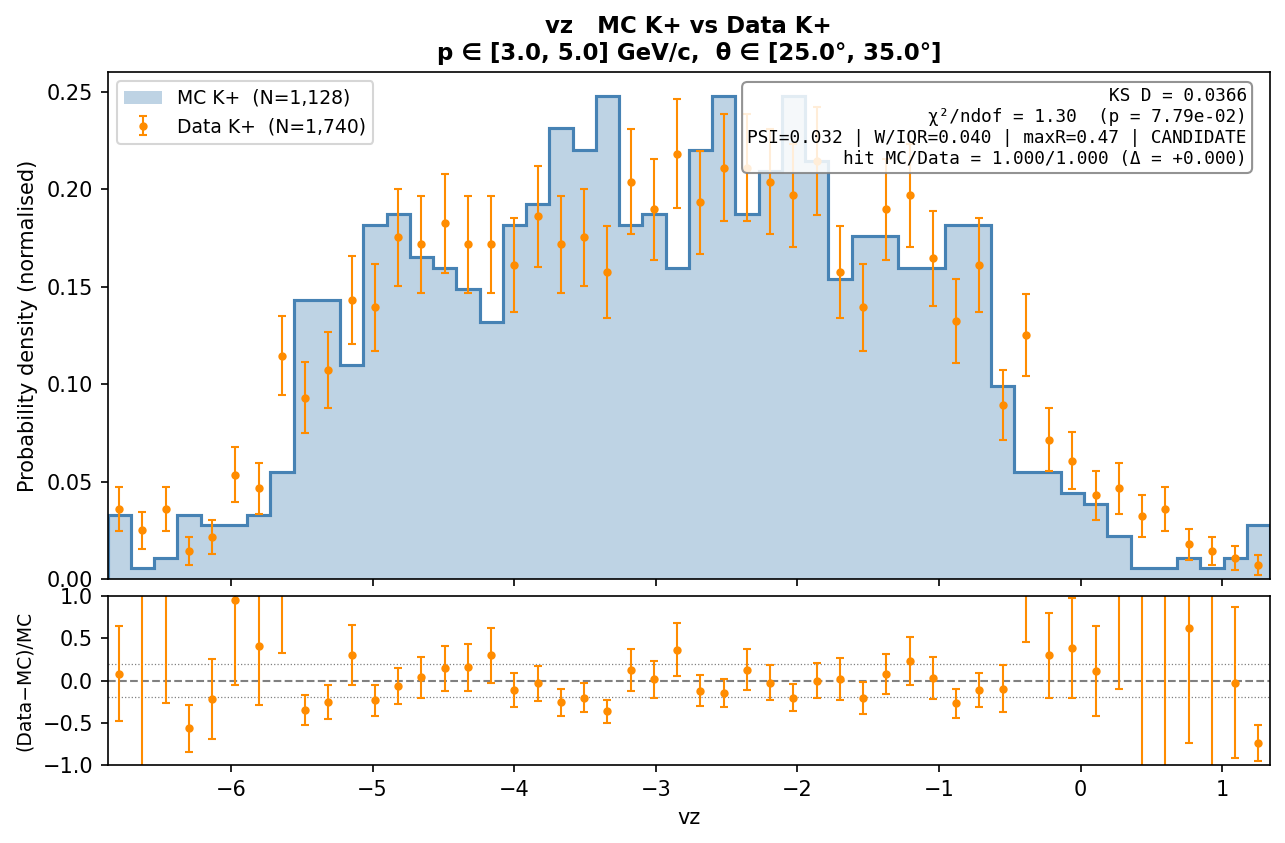 vz   MC K+ vs Data K+
p ∈ [3.0, 5.0] GeV/c,  θ ∈ [25.0°, 35.0°]
MC K+  (N=1,128)
Data K+  (N=1,740)
KS D = 0.0366
χ²/ndof = 1.30  (p = 7.79e-02)
PSI=0.032 | W/IQR=0.040 | maxR=0.47 | CANDIDATE
hit MC/Data = 1.000/1.000 (Δ = +0.000)
Probability density (normalised)
0.25
0.20
0.15
0.10
0.05
0.00
(Data−MC)/MC
1.0
0.5
0.0
−0.5
−1.0
−6 −5 −4 −3 −2 −1 0 1
vz